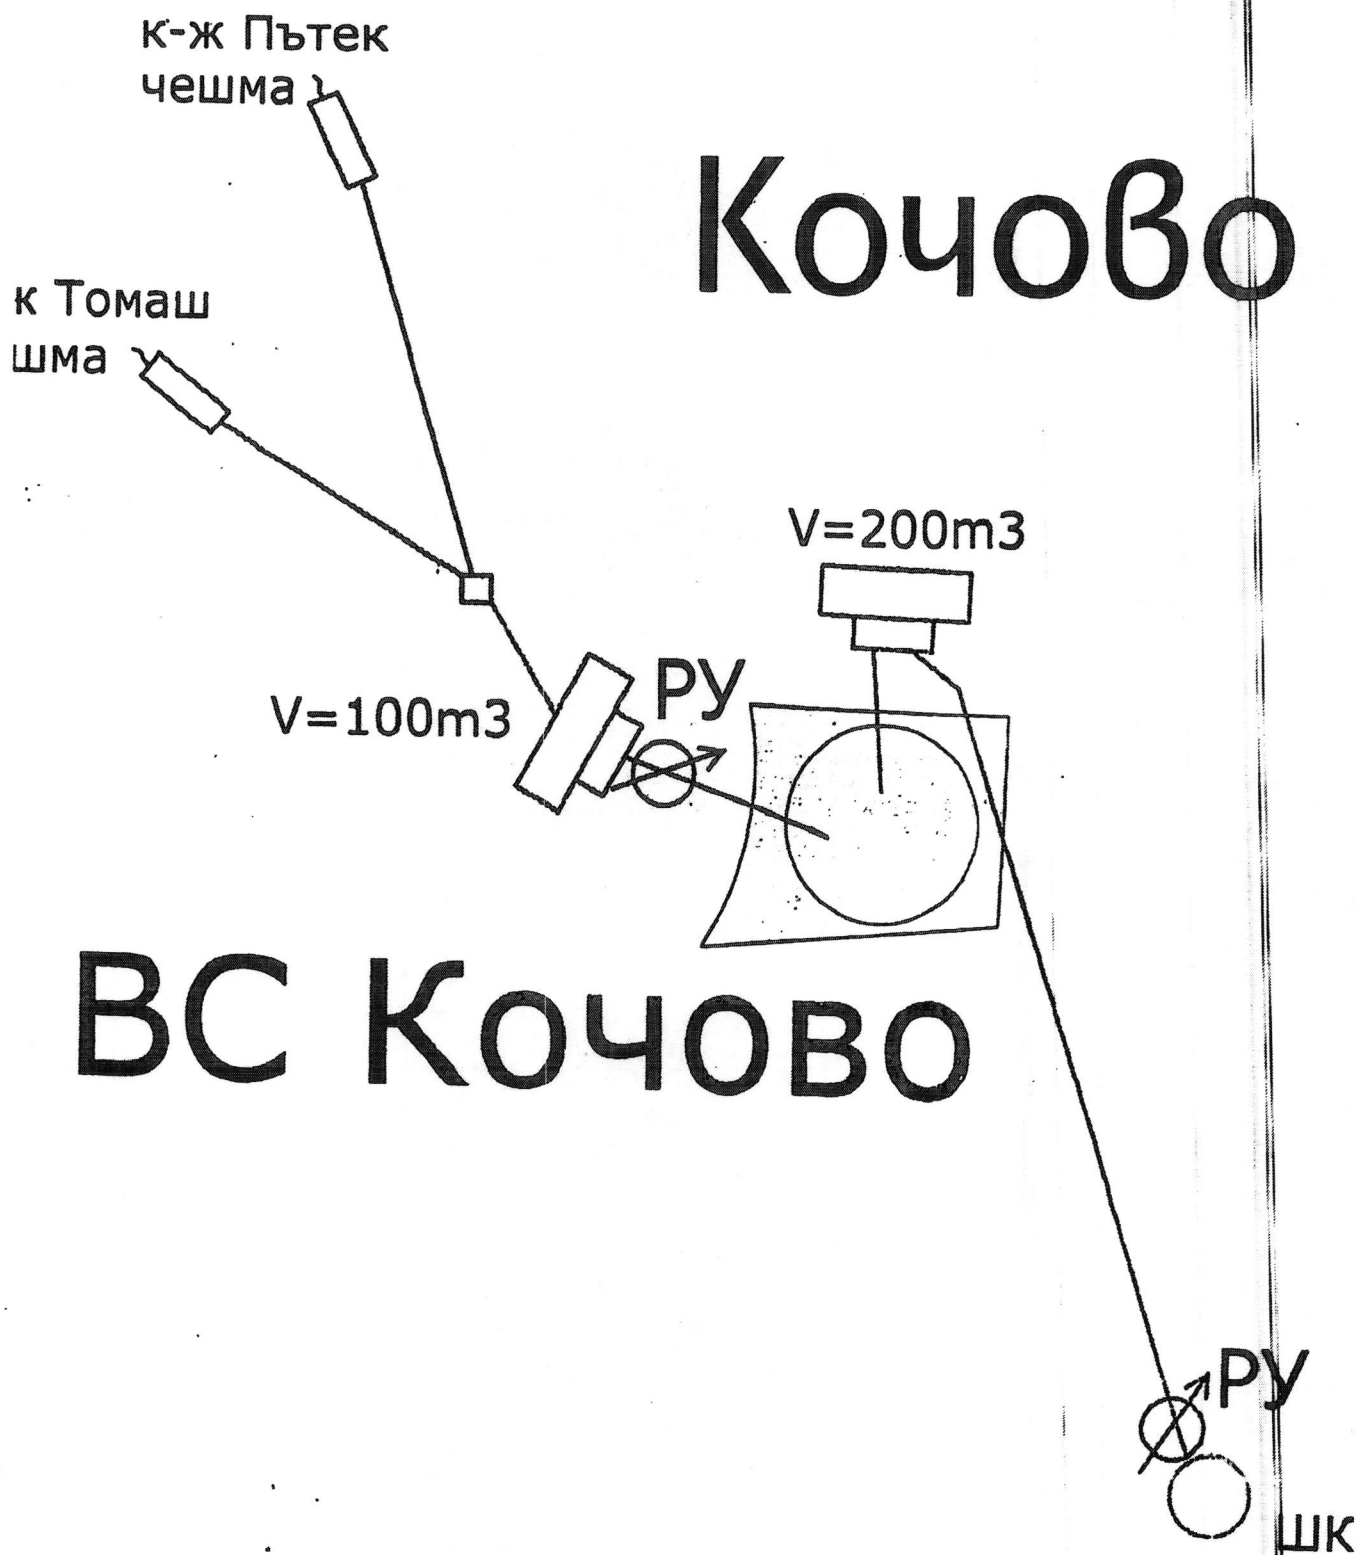 к-ж Пътек
чешма
Кочово
к Томаш
шма
V=200m3
РУ
V=100m3
ВС Кочово
РУ
шк